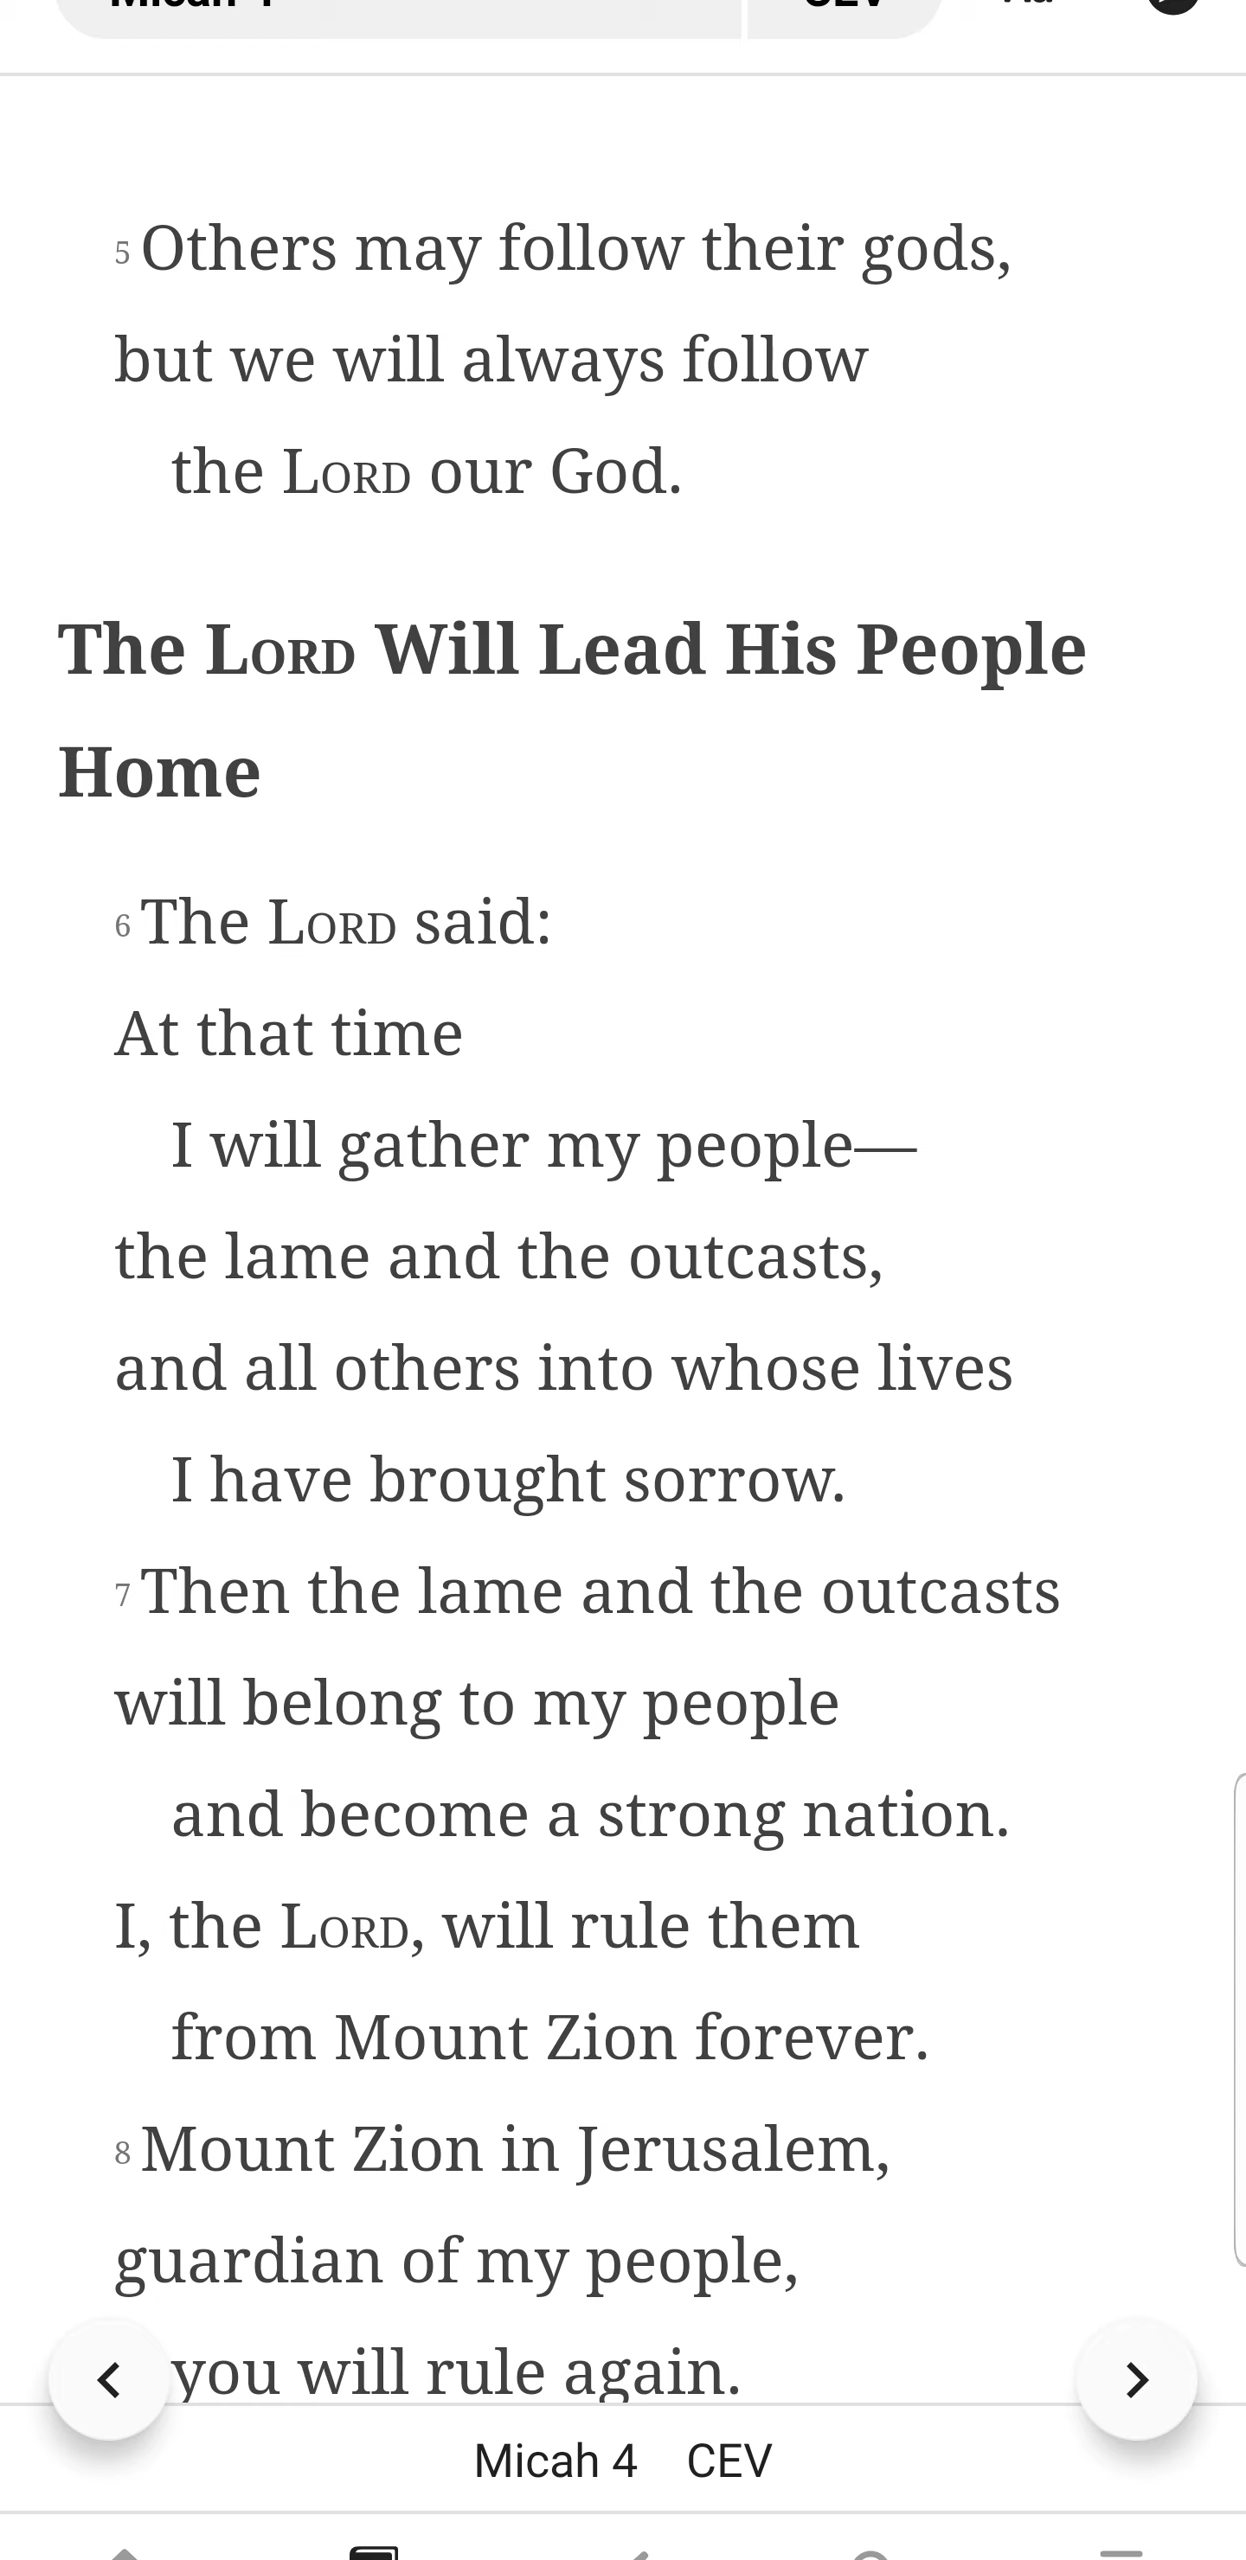 Micah 4 CEV Aa
5 Others may follow their gods,
but we will always follow
the LORD our God.
The LORD Will Lead His People
Home
6 The LORD said:
At that time
I will gather my people—
the lame and the outcasts,
and all others into whose lives
I have brought sorrow.
7 Then the lame and the outcasts
will belong to my people
and become a strong nation.
I, the LORD, will rule them
from Mount Zion forever.
8 Mount Zion in Jerusalem,
guardian of my people,
you will rule again.
Micah 4 CEV